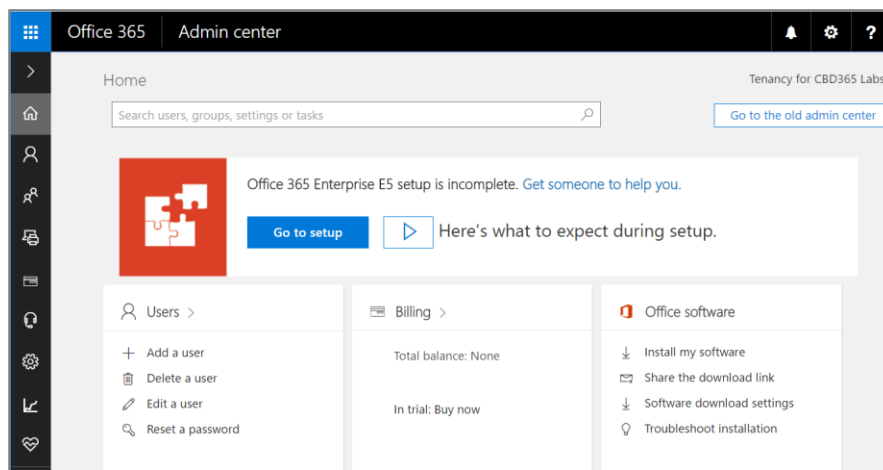 Office 365 Admin center ?
Home
Tenancy for CBD365 Labs
Search users, groups, settings or tasks
Go to the old admin center
Office 365 Enterprise E5 setup is incomplete. Get someone to help you.
Go to setup
Here's what to expect during setup.
Users >
Add a user
Delete a user
Edit a user
Reset a password
Billing >
Total balance: None
In trial: Buy now
Office software
Install my software
Share the download link
Software download settings
Troubleshoot installation